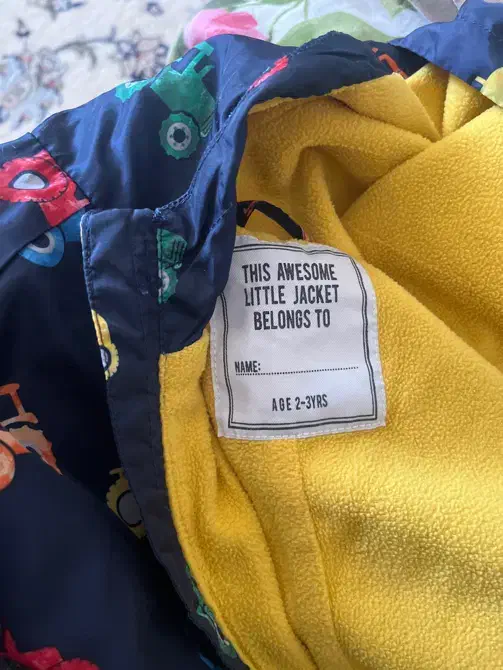 THIS AWESOME
LITTLE JACKET
BELONGS TO
NAME:
AGE 2-3YRS